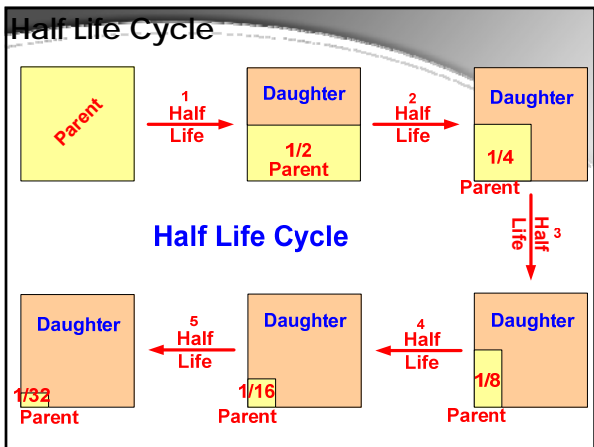 Half Life Cycle
Parent
1
Half
Life
Daughter
1/2
Parent
2
Half
Life
Daughter
1/4
Parent
3
Half
Life
Half Life Cycle
Daughter
1/8
Parent
4
Half
Life
Daughter
1/16
Parent
5
Half
Life
Daughter
1/32
Parent